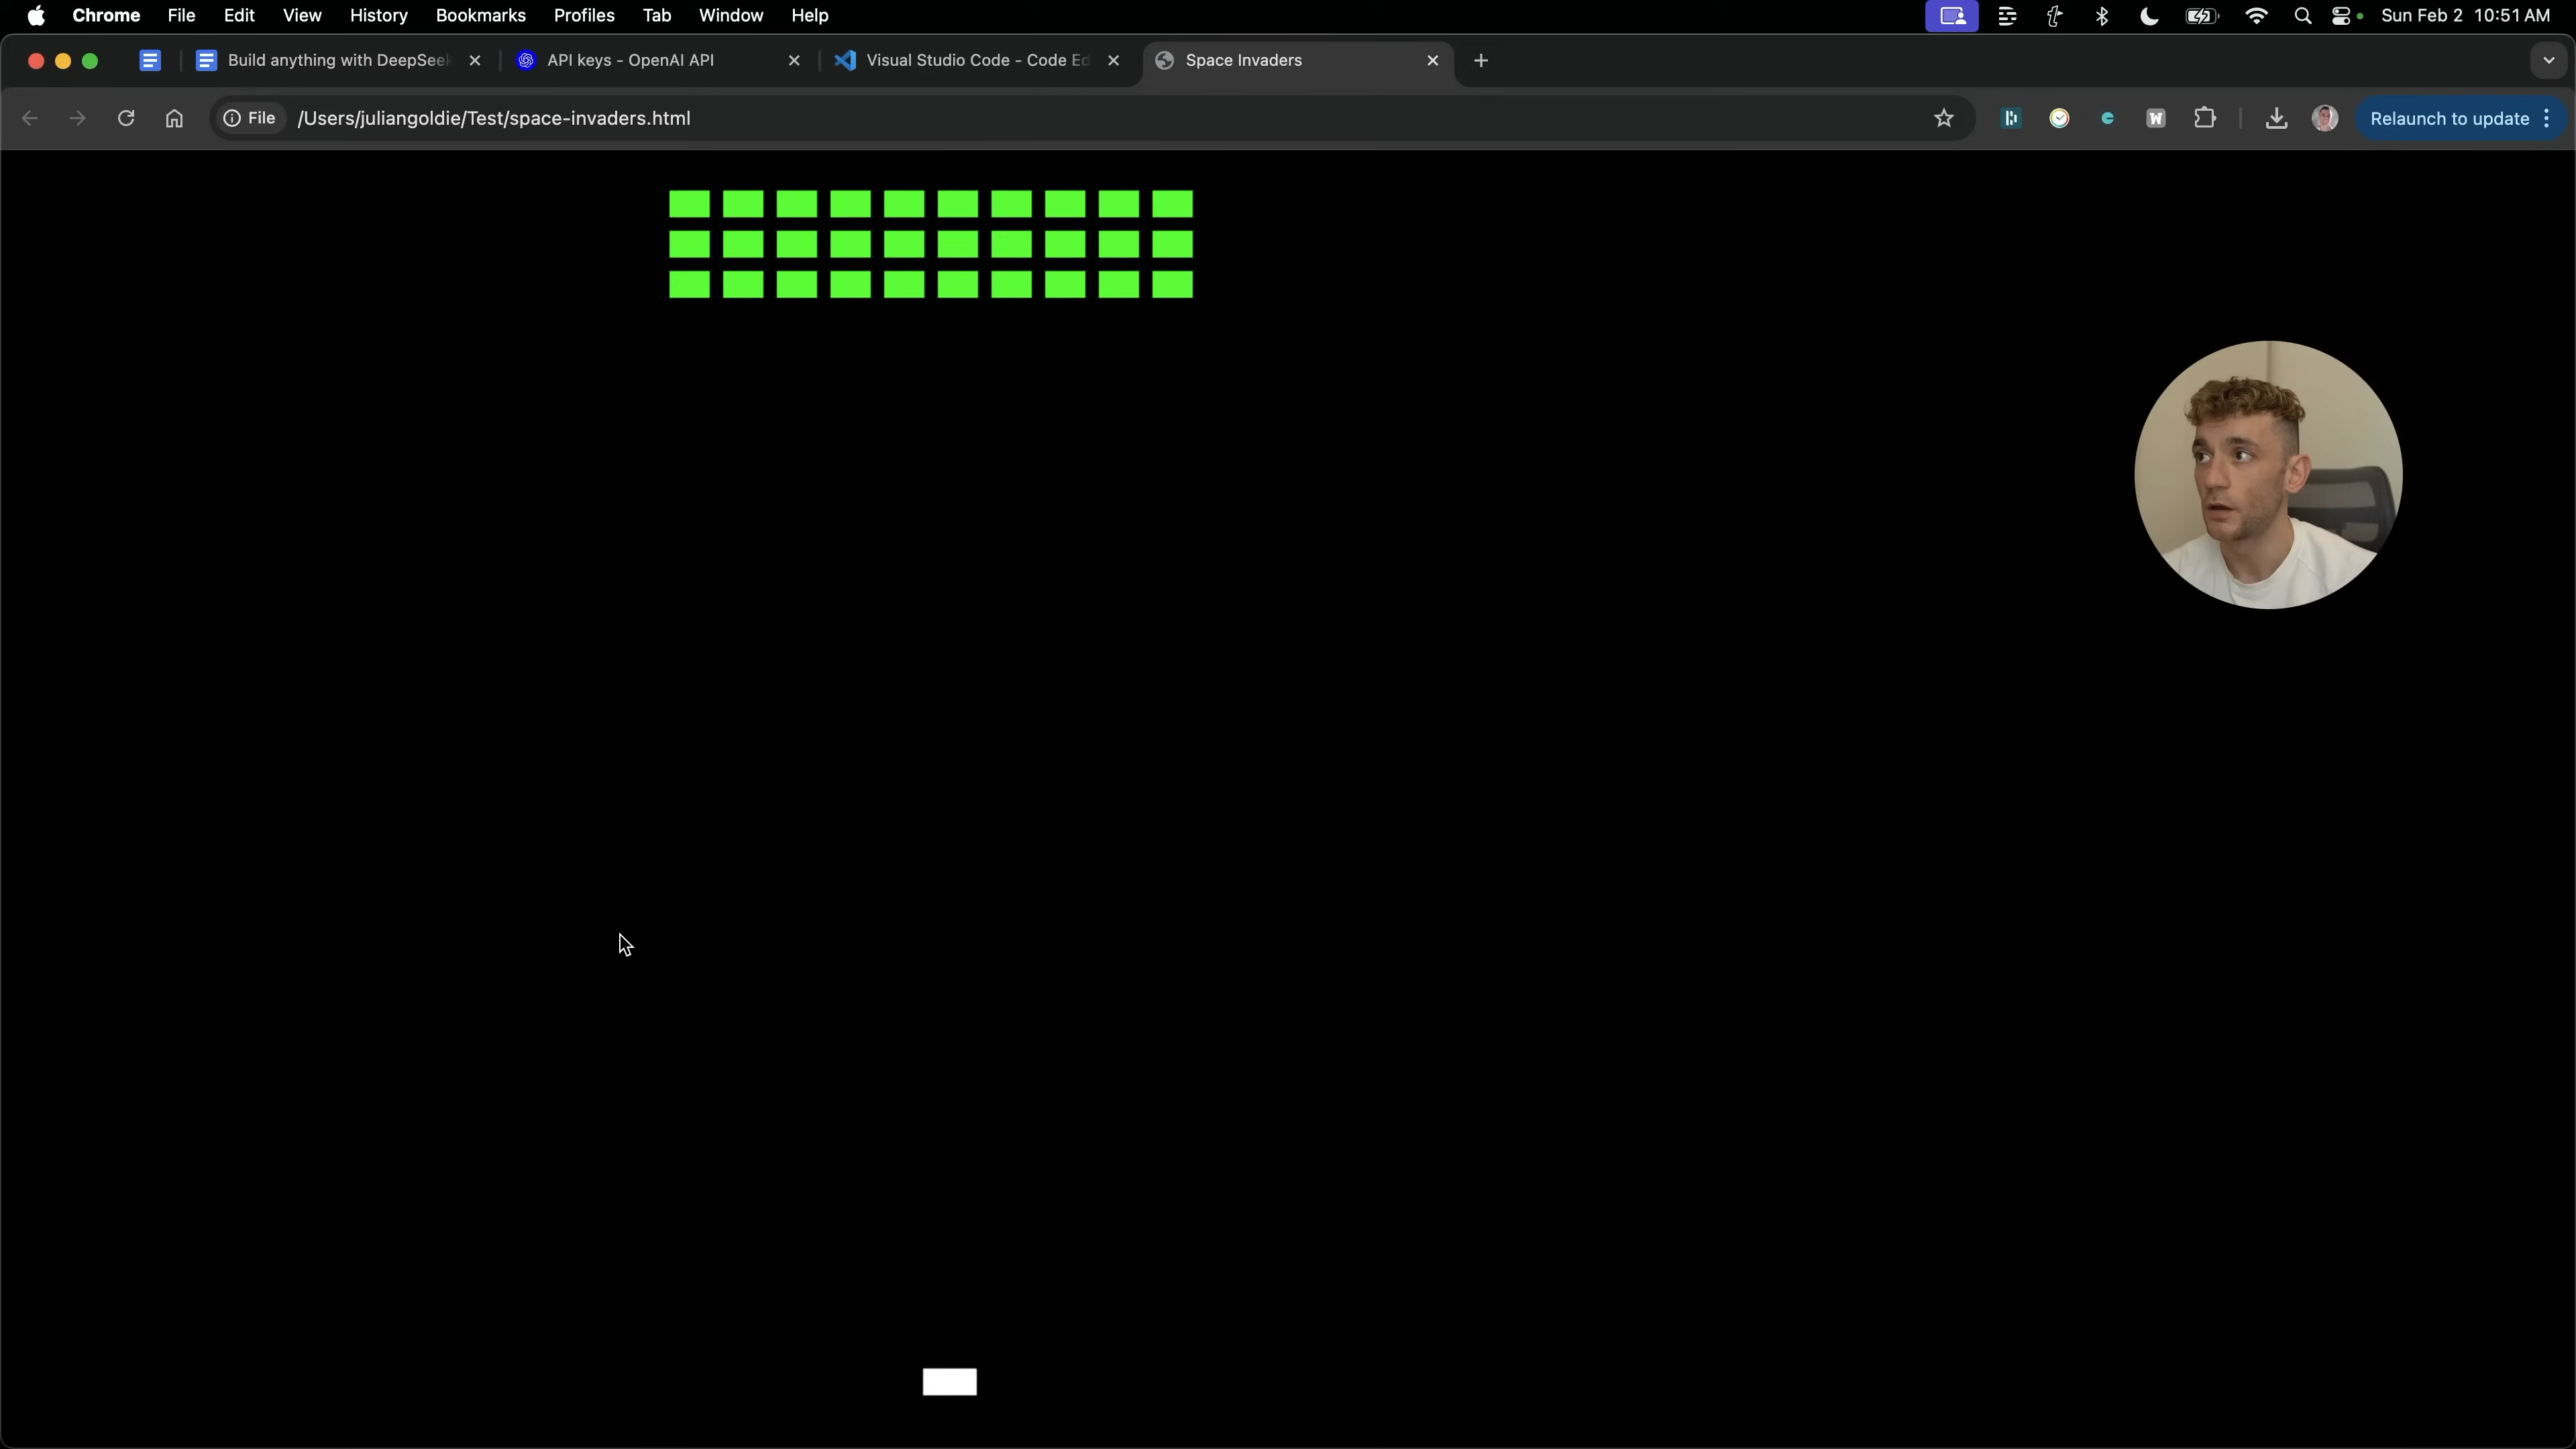 Chrome File Edit View History Bookmarks Profiles Tab Window Help Sun Feb 2 10:51 AM
Build anything with DeepSeek API keys - OpenAI API Visual Studio Code - Code Ed Space Invaders
File /Users/juliangoldie/Test/space-invaders.html W Relaunch to update